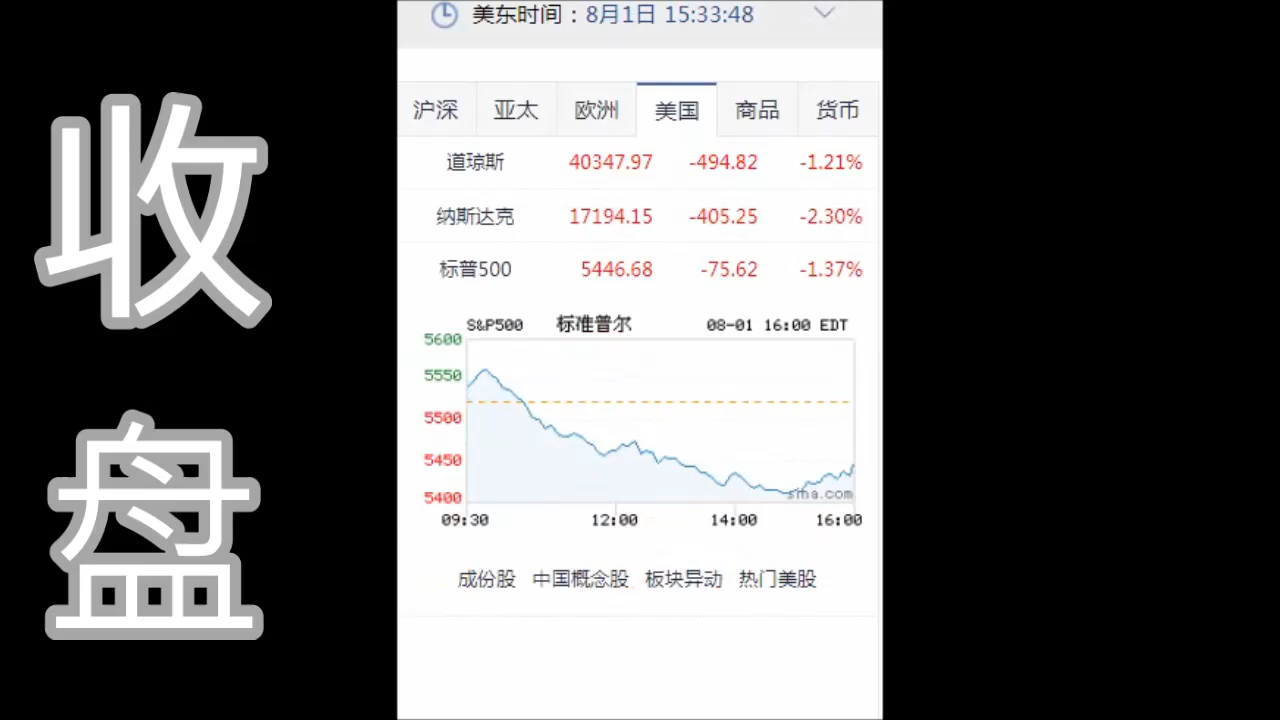 收盘
美东时间：8月1日 15:33:48
沪深 亚太 欧洲 美国 商品 货币
道琼斯 40347.97 -494.82 -1.21%
纳斯达克 17194.15 -405.25 -2.30%
标普500 5446.68 -75.62 -1.37%
S&P500 标准普尔 08-01 16:00 EDT
5600
5550
5500
5450
5400
sina.com
09:30 12:00 14:00 16:00
成份股 中国概念股 板块异动 热门美股